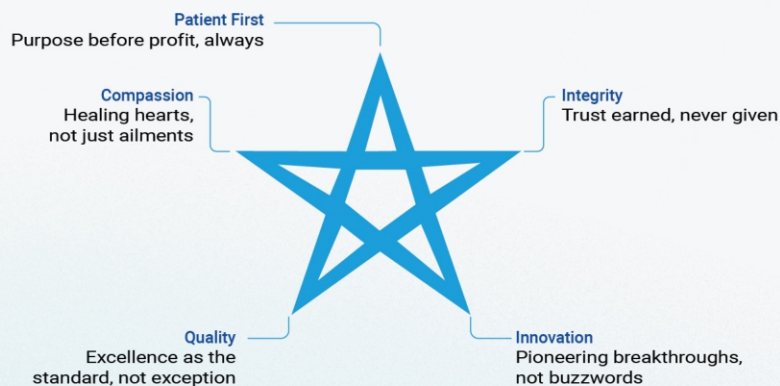 Patient First
Purpose before profit, always
Compassion
Healing hearts,
not just ailments
Integrity
Trust earned, never given
Quality
Excellence as the
standard, not exception
Innovation
Pioneering breakthroughs,
not buzzwords